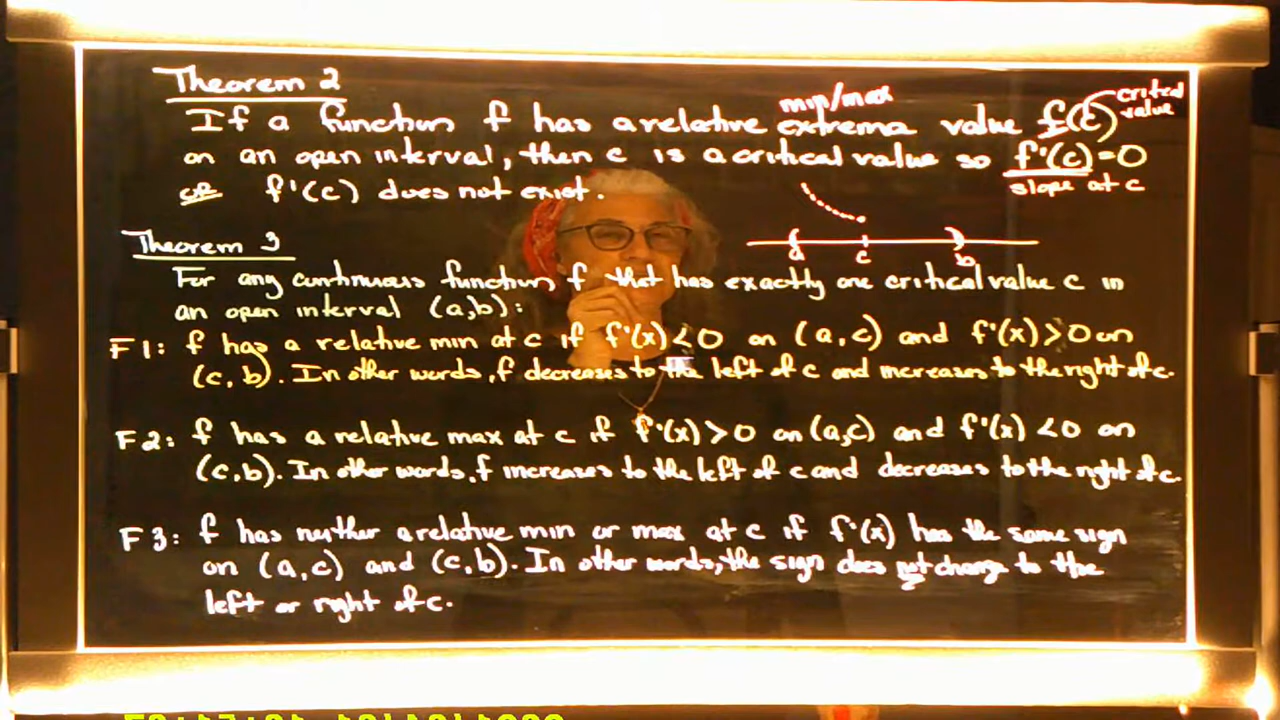 Theorem 2
min/max
critical value
If a function f has a relative extrema value f(c)
on an open interval, then c is a critical value so f'(c)=0
or f'(c) does not exist.
slope at c
Theorem 3
a c b
For any continuous function f that has exactly one critical value c in
an open interval (a,b):
F1: f has a relative min at c if f'(x)<0 on (a,c) and f'(x)>0 on
(c,b). In other words, f decreases to the left of c and increases to the right of c.
F2: f has a relative max at c if f'(x)>0 on (a,c) and f'(x)<0 on
(c,b). In other words, f increases to the left of c and decreases to the right of c.
F3: f has neither a relative min or max at c if f'(x) has the same sign
on (a,c) and (c,b). In other words, the sign does not change to the
left or right of c.